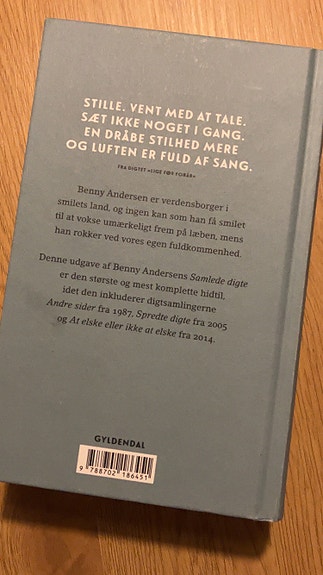 STILLE. VENT MED AT TALE.
SÆT IKKE NOGET I GANG.
EN DRÅBE STILHED MERE
OG LUFTEN ER FULD AF SANG.
FRA DIGTET »LIGE FØR FORÅR«
Benny Andersen er verdensborger i
smilets land, og ingen kan som han få smilet
til at vokse umærkeligt frem på læben, mens
han rokker ved vores egen fuldkommenhed.
Denne udgave af Benny Andersens Samlede digte
er den største og mest komplette hidtil,
idet den inkluderer digtsamlingerne
Andre sider fra 1987, Spredte digte fra 2005
og At elske eller ikke at elske fra 2014.
GYLDENDAL
9 788702 186451